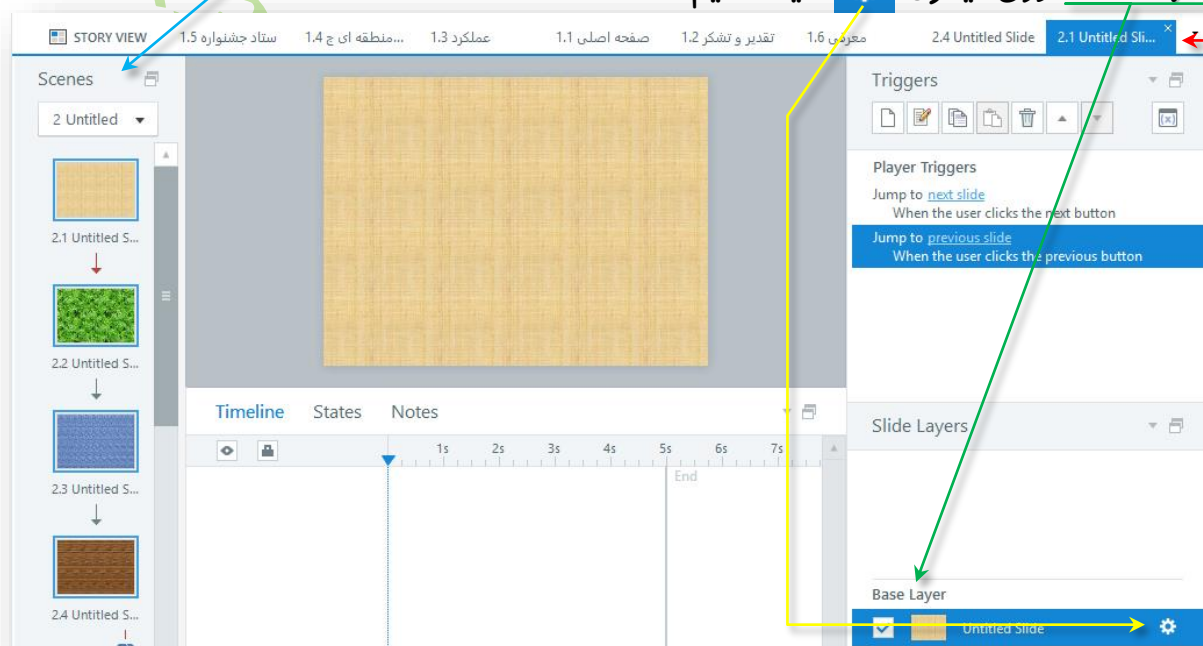 STORY VIEW
ستاد جشنواره 1.5
...منطقه ای ج 1.4
عملکرد 1.3
صفحه اصلی 1.1
تقدیر و تشکر 1.2
معرفی 1.6
2.4 Untitled Slide
2.1 Untitled Sli...
Scenes
2 Untitled
2.1 Untitled S...
2.2 Untitled S...
2.3 Untitled S...
2.4 Untitled S...
Timeline
States
Notes
1s 2s 3s 4s 5s 6s 7s
End
Triggers
Player Triggers
Jump to next slide
When the user clicks the next button
Jump to previous slide
When the user clicks the previous button
Slide Layers
Base Layer
Untitled Slide